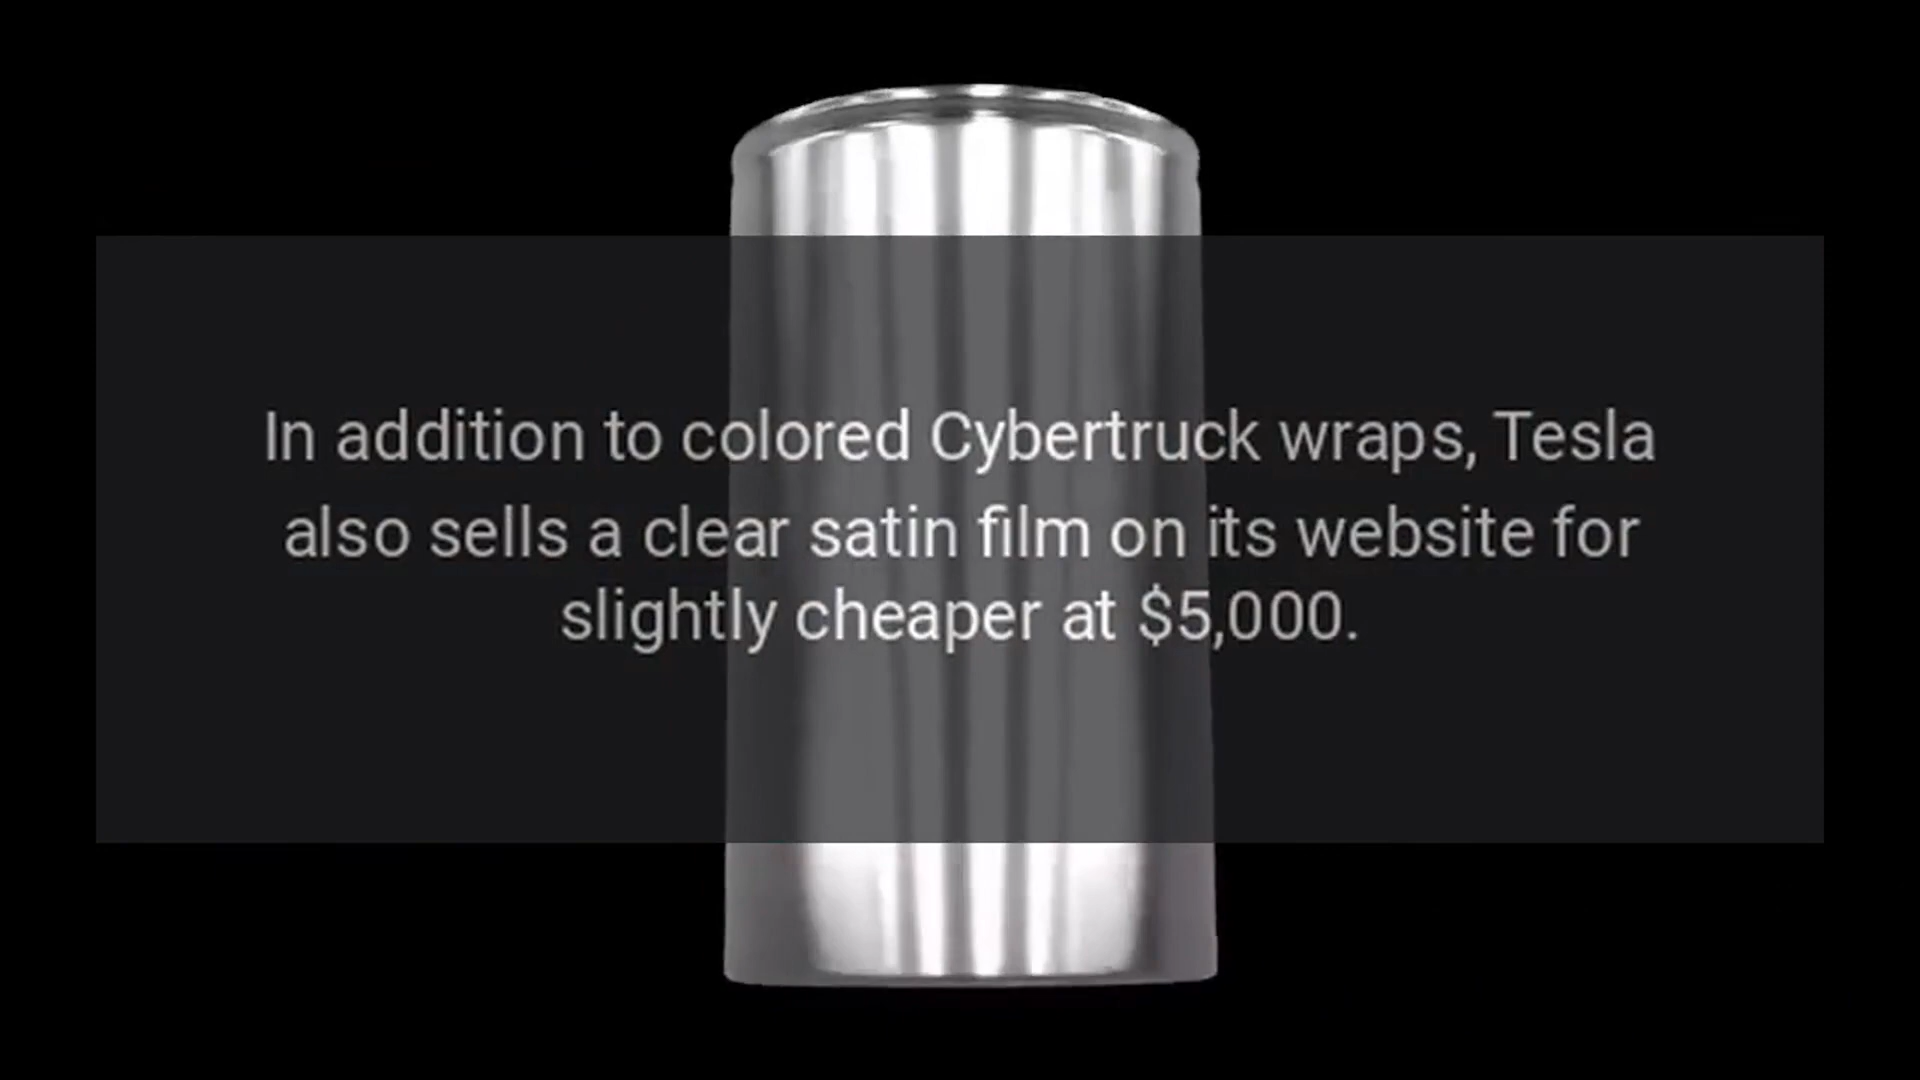 In addition to colored Cybertruck wraps, Tesla
also sells a clear satin film on its website for
slightly cheaper at $5,000.